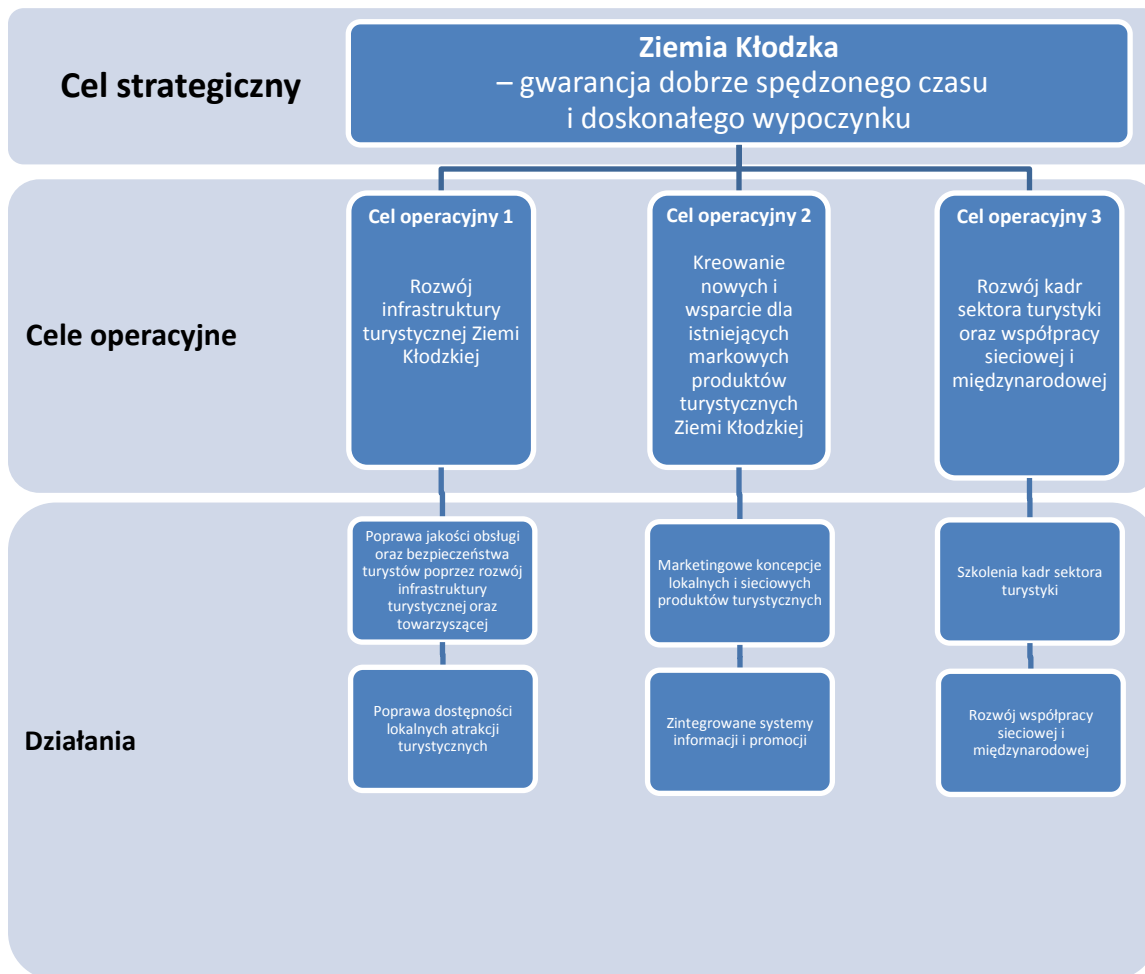 Cel strategiczny
Ziemia Kłodzka
– gwarancja dobrze spędzonego czasu
i doskonałego wypoczynku
Cele operacyjne
Cel operacyjny 1
Rozwój
infrastruktury
turystycznej Ziemi
Kłodzkiej
Cel operacyjny 2
Kreowanie
nowych i
wsparcie dla
istniejących
markowych
produktów
turystycznych
Ziemi Kłodzkiej
Cel operacyjny 3
Rozwój kadr
sektora turystyki
oraz współpracy
sieciowej i
międzynarodowej
Działania
Poprawa jakości obsługi
oraz bezpieczeństwa
turystów poprzez rozwój
infrastruktury
turystycznej oraz
towarzyszącej
Marketingowe koncepcje
lokalnych i sieciowych
produktów turystycznych
Szkolenia kadr sektora
turystyki
Poprawa dostępności
lokalnych atrakcji
turystycznych
Zintegrowane systemy
informacji i promocji
Rozwój współpracy
sieciowej i
międzynarodowej